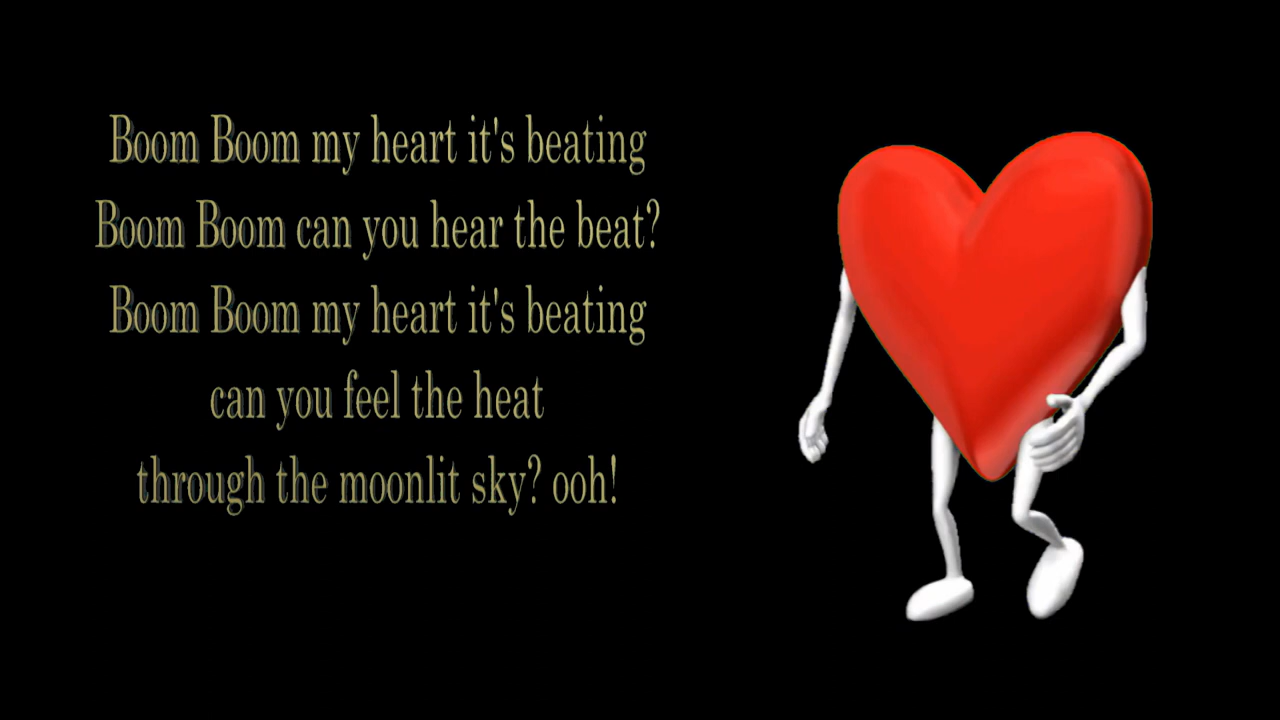 Boom Boom my heart it's beating
Boom Boom can you hear the beat?
Boom Boom my heart it's beating
can you feel the heat
through the moonlit sky? ooh!